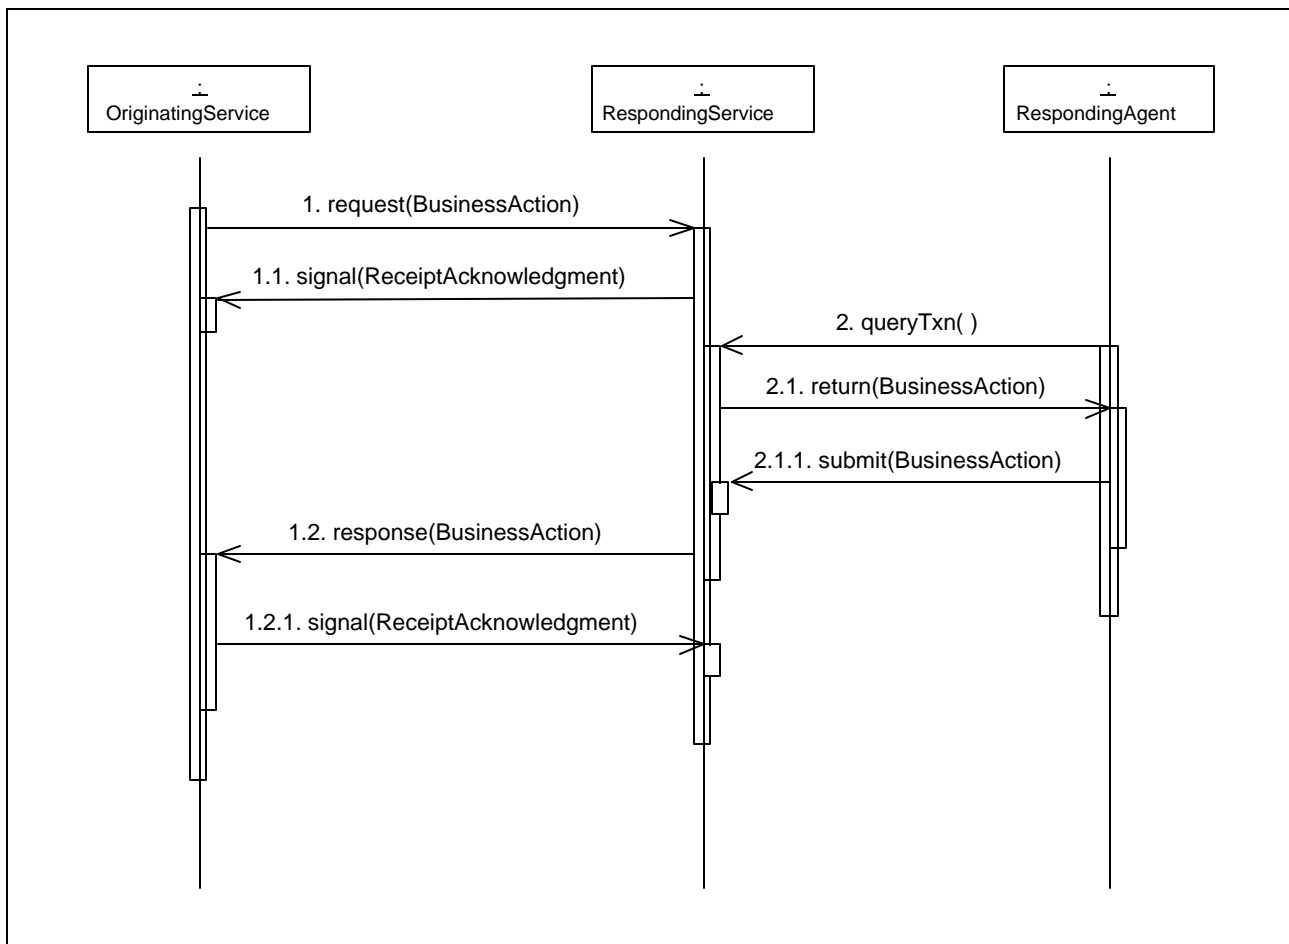 :
OriginatingService
:
RespondingService
:
RespondingAgent
1. request(BusinessAction)
1.1. signal(ReceiptAcknowledgment)
2. queryTxn( )
2.1. return(BusinessAction)
2.1.1. submit(BusinessAction)
1.2. response(BusinessAction)
1.2.1. signal(ReceiptAcknowledgment)